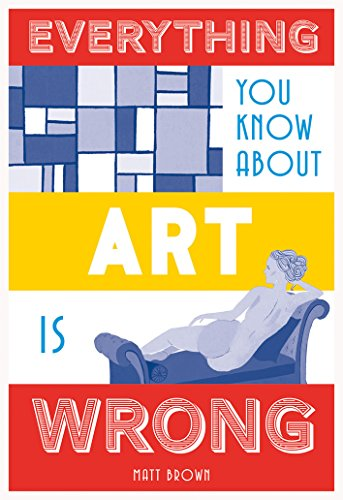 EVERYTHING
YOU
KNOW
ABOUT
ART
IS
WRONG
MATT BROWN